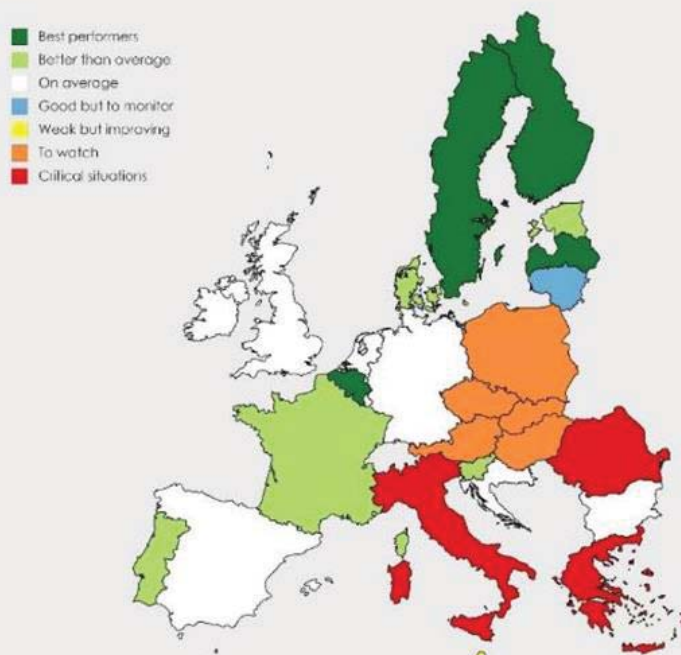 Best performers
Better than average
On average
Good but to monitor
Weak but improving
To watch
Critical situations